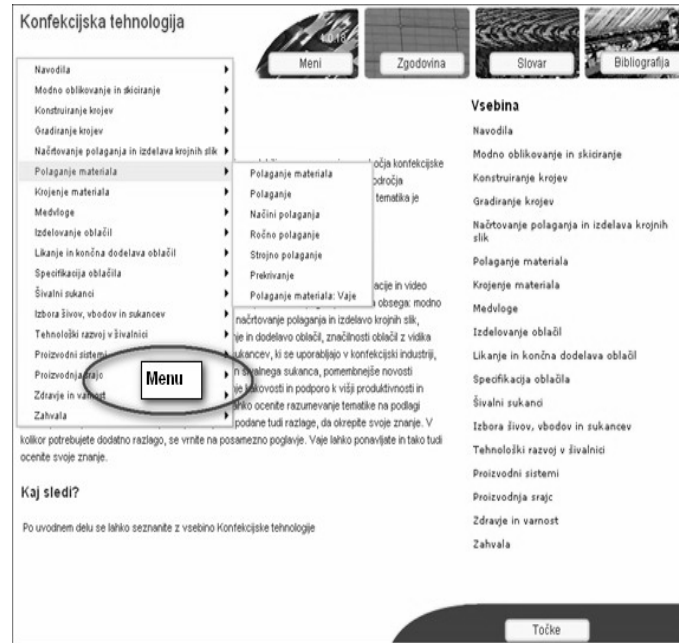 Konfekcijska tehnologija
Meni
Zgodovina
Slovar
Bibliografija
Navodila
Modno oblikovanje in skiciranje
Konstruiranje krojev
Gradiranje krojev
Načrtovanje polaganja in izdelava krojnih slik
Polaganje materiala
Krojenje materiala
Medvloge
Izdelovanje oblačil
Likanje in končna dodelava oblačil
Specifikacija oblačila
Šivalni sukanci
Izbora šivov, vbodov in sukancev
Tehnološki razvoj v šivalnici
Proizvodni sistemi
Proizvodnja srajc
Zdravje in varnost
Zahvala
Menu
Polaganje materiala
Polaganje
Načini polaganja
Ročno polaganje
Strojno polaganje
Prekrivanje
Polaganje materiala: Vaje
očja konfekcijske
področja
tematika je
acije in video
a obsega: modno
načrtovanje polaganja in izdelavo krojnih slik,
je in dodelavo oblačil, značilnosti oblačil z vidika
ukancev, ki se uporabljajo v konfekcijski industriji,
n šivalnega sukanca, pomembnejše novosti
je kakovosti in podporo k višji produktivnosti in
ahko ocenite razumevanje tematike na podlagi
podane tudi razlage, da okrepite svoje znanje. V
kolikor potrebujete dodatno razlago, se vrnite na posamezno poglavje. Vaje lahko ponavljate in tako tudi
ocenite svoje znanje.
Kaj sledi?
Po uvodnem delu se lahko seznanite z vsebino Konfekcijske tehnologije
Vsebina
Navodila
Modno oblikovanje in skiciranje
Konstruiranje krojev
Gradiranje krojev
Načrtovanje polaganja in izdelava krojnih
slik
Polaganje materiala
Krojenje materiala
Medvloge
Izdelovanje oblačil
Likanje in končna dodelava oblačil
Specifikacija oblačila
Šivalni sukanci
Izbora šivov, vbodov in sukancev
Tehnološki razvoj v šivalnici
Proizvodni sistemi
Proizvodnja srajc
Zdravje in varnost
Zahvala
Točke